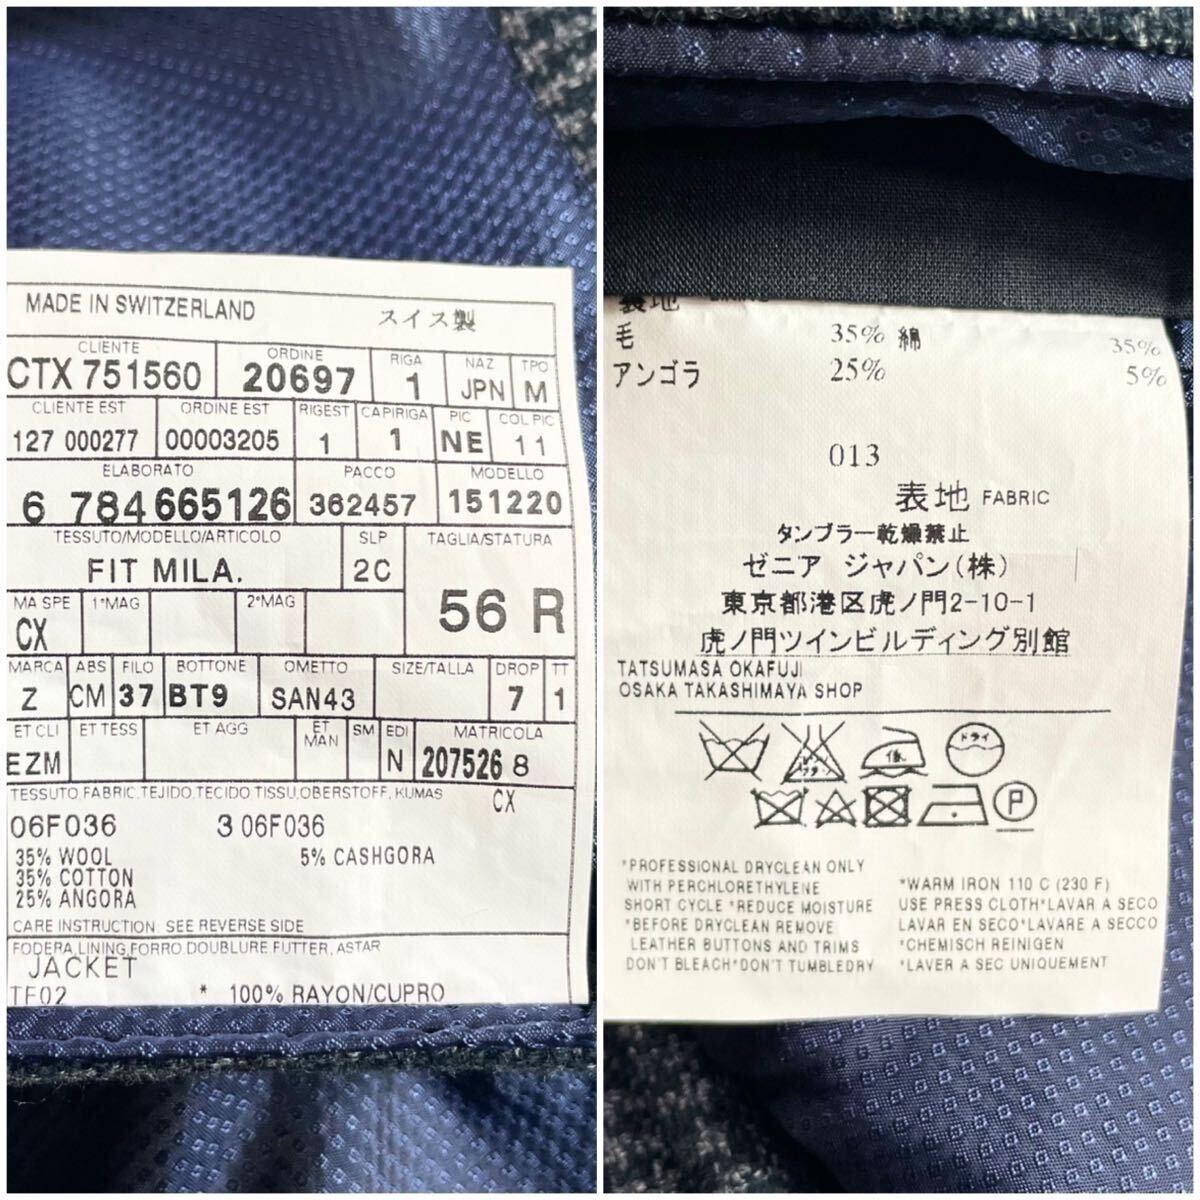 MADE IN SWITZERLAND スイス製
CLIENTE ORDINE RIGA NAZ TPO
CTX 751560 20697 1 JPN M
CLIENTE EST ORDINE EST RIGEST CAPIRIGA PIC COL PIC
127 000277 00003205 1 1 NE 11
ELABORATO PACCO MODELLO
6 784 665126 362457 151220
TESSUTO/MODELLO/ARTICOLO SLP TAGLIA/STATURA
FIT MILA. 2C 56 R
MA SPE 1°MAG 2°MAG
CX
MARCA ABS FILO BOTTONE OMETTO SIZE/TALLA DROP TT
Z CM 37 BT9 SAN43 7 1
ET CLI ET TESS ET AGG ET MAN SM EDI MATRICOLA
EZM N 207526 8
TESSUTO,FABRIC,TEJIDO,TECIDO,TISSU,OBERSTOFF,KUMAS CX
06F036 3 06F036
35% WOOL 5% CASHGORA
35% COTTON
25% ANGORA
CARE INSTRUCTION: SEE REVERSE SIDE
FODERA,LINING,FORRO,DOUBLURE,FUTTER,ASTAR
JACKET
TF02 * 100% RAYON/CUPRO
表地
毛 35% 綿 35%
アンゴラ 25% 5%
013
表地 FABRIC
タンブラー乾燥禁止
ゼニア ジャパン(株)
東京都港区虎ノ門2-10-1
虎ノ門ツインビルディング別館
TATSUMASA OKAFUJI
OSAKA TAKASHIMAYA SHOP
ドライ
P
*PROFESSIONAL DRYCLEAN ONLY
WITH PERCHLORETHYLENE
SHORT CYCLE *REDUCE MOISTURE
*BEFORE DRYCLEAN REMOVE
LEATHER BUTTONS AND TRIMS
DON'T BLEACH*DON'T TUMBLEDRY
*WARM IRON 110 C (230 F)
USE PRESS CLOTH*LAVAR A SECO
LAVAR EN SECO*LAVARE A SECCO
*CHEMISCH REINIGEN
*LAVER A SEC UNIQUEMENT